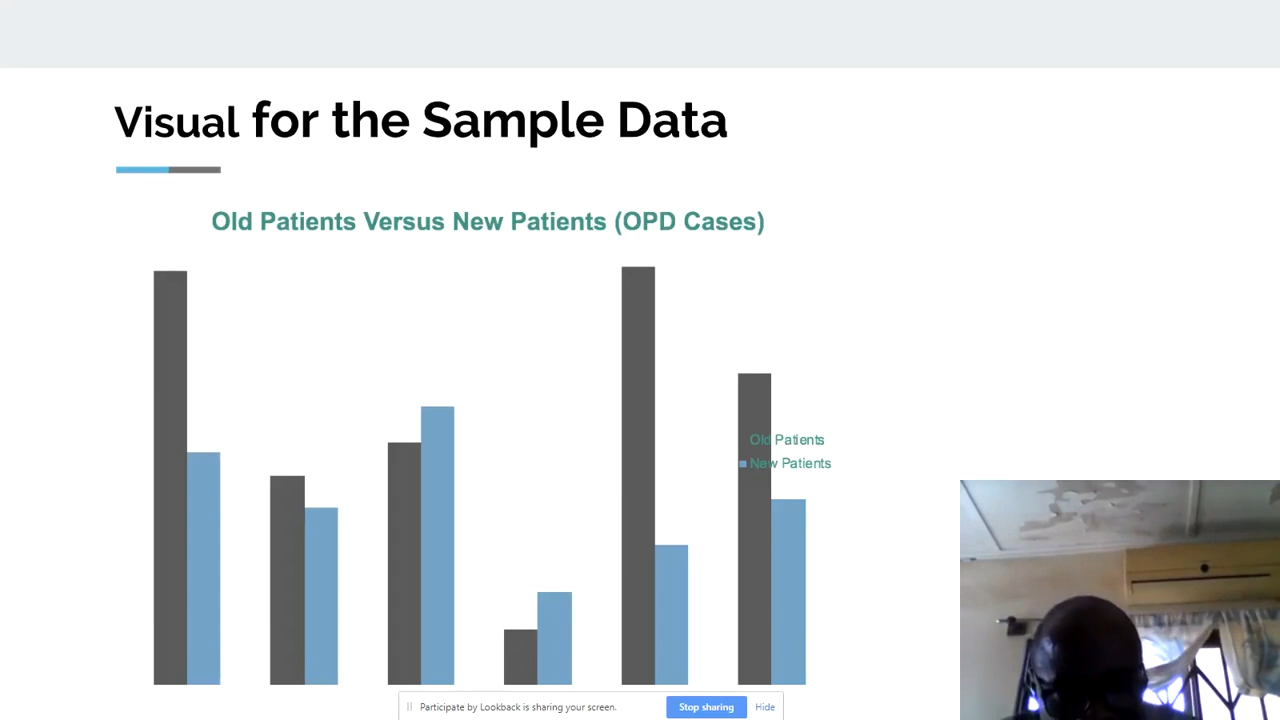 Visual for the Sample Data
Old Patients Versus New Patients (OPD Cases)
Old Patients
New Patients
Participate by Lookback is sharing your screen.
Stop sharing
Hide